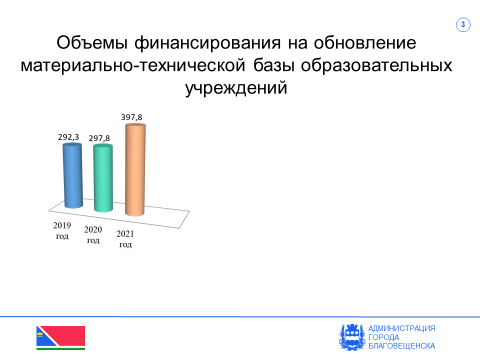 3
Объемы финансирования на обновление
материально-технической базы образовательных
учреждений
397,8
292,3
297,8
2019
год
2020
год
2021
год
АДМИНИСТРАЦИЯ
ГОРОДА
БЛАГОВЕЩЕНСКА